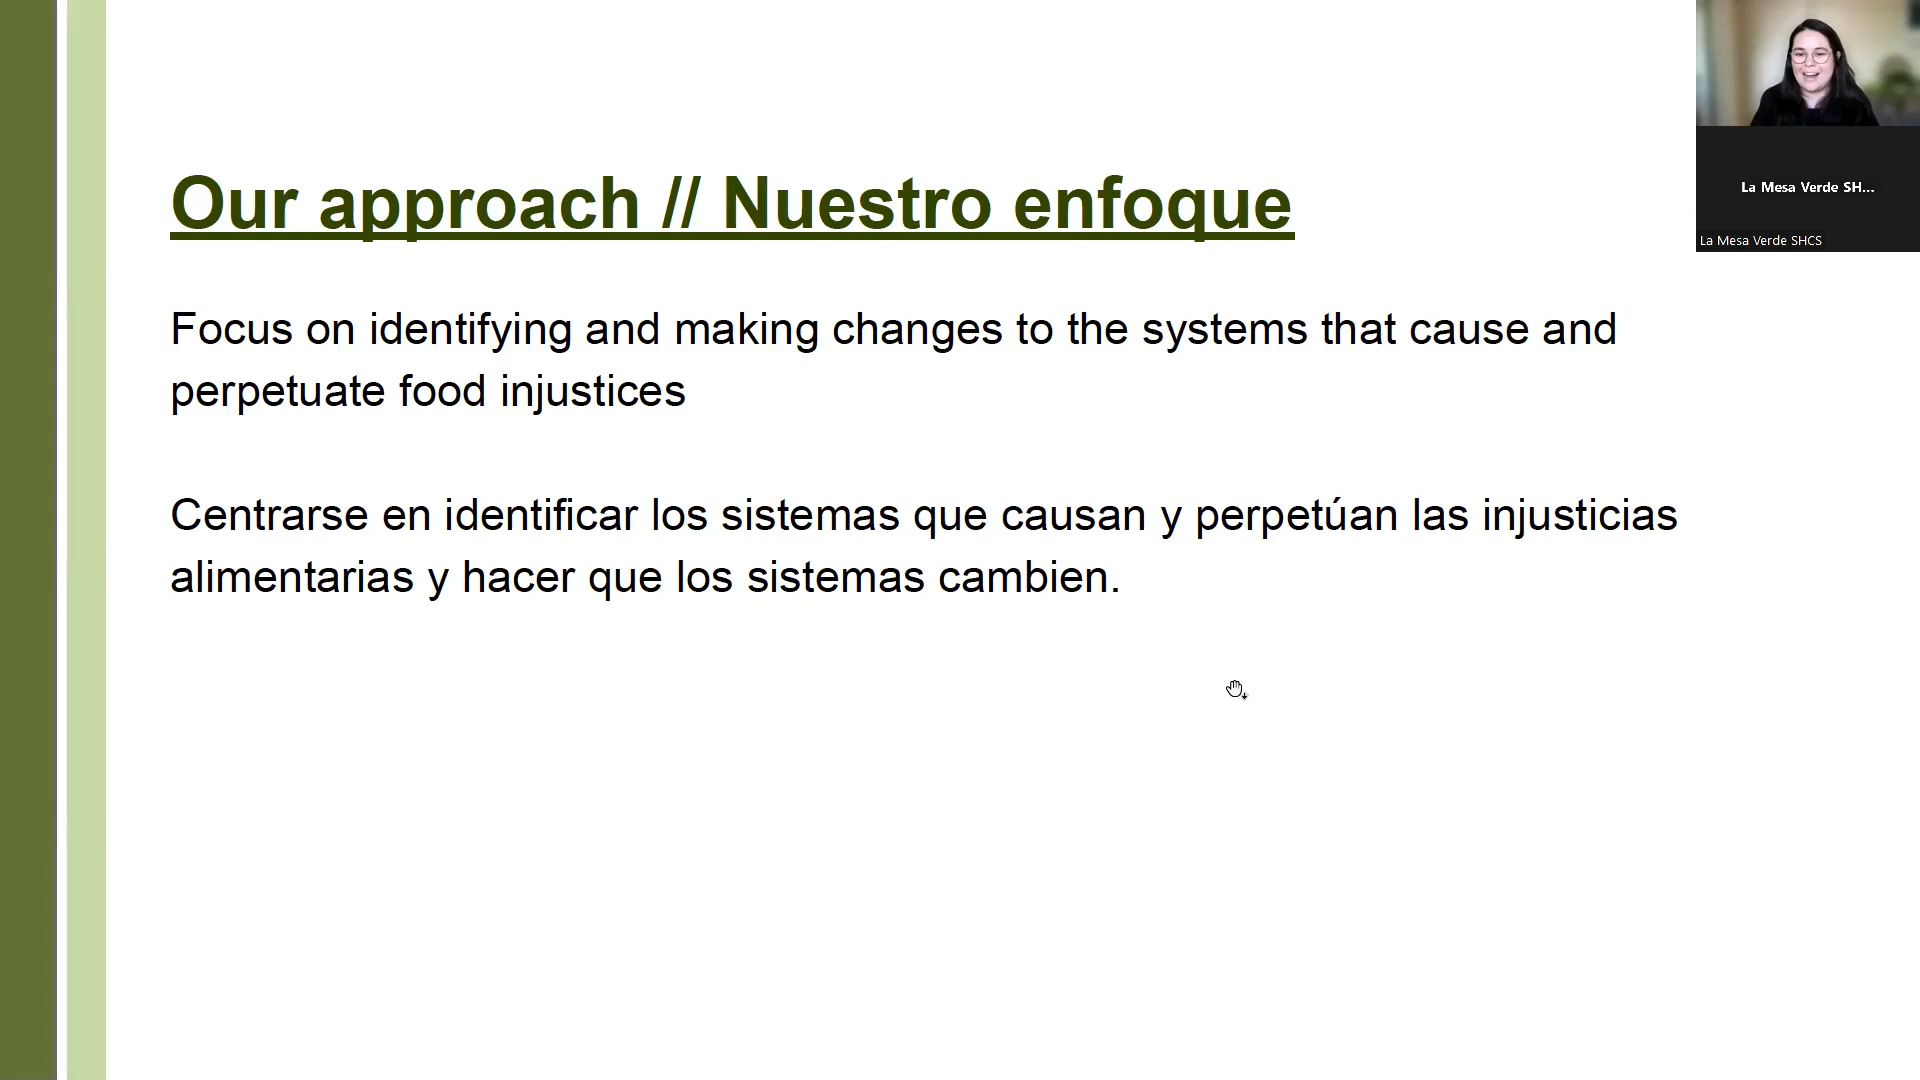 Our approach // Nuestro enfoque
Focus on identifying and making changes to the systems that cause and
perpetuate food injustices
Centrarse en identificar los sistemas que causan y perpetúan las injusticias
alimentarias y hacer que los sistemas cambien.
La Mesa Verde SH...
La Mesa Verde SHCS